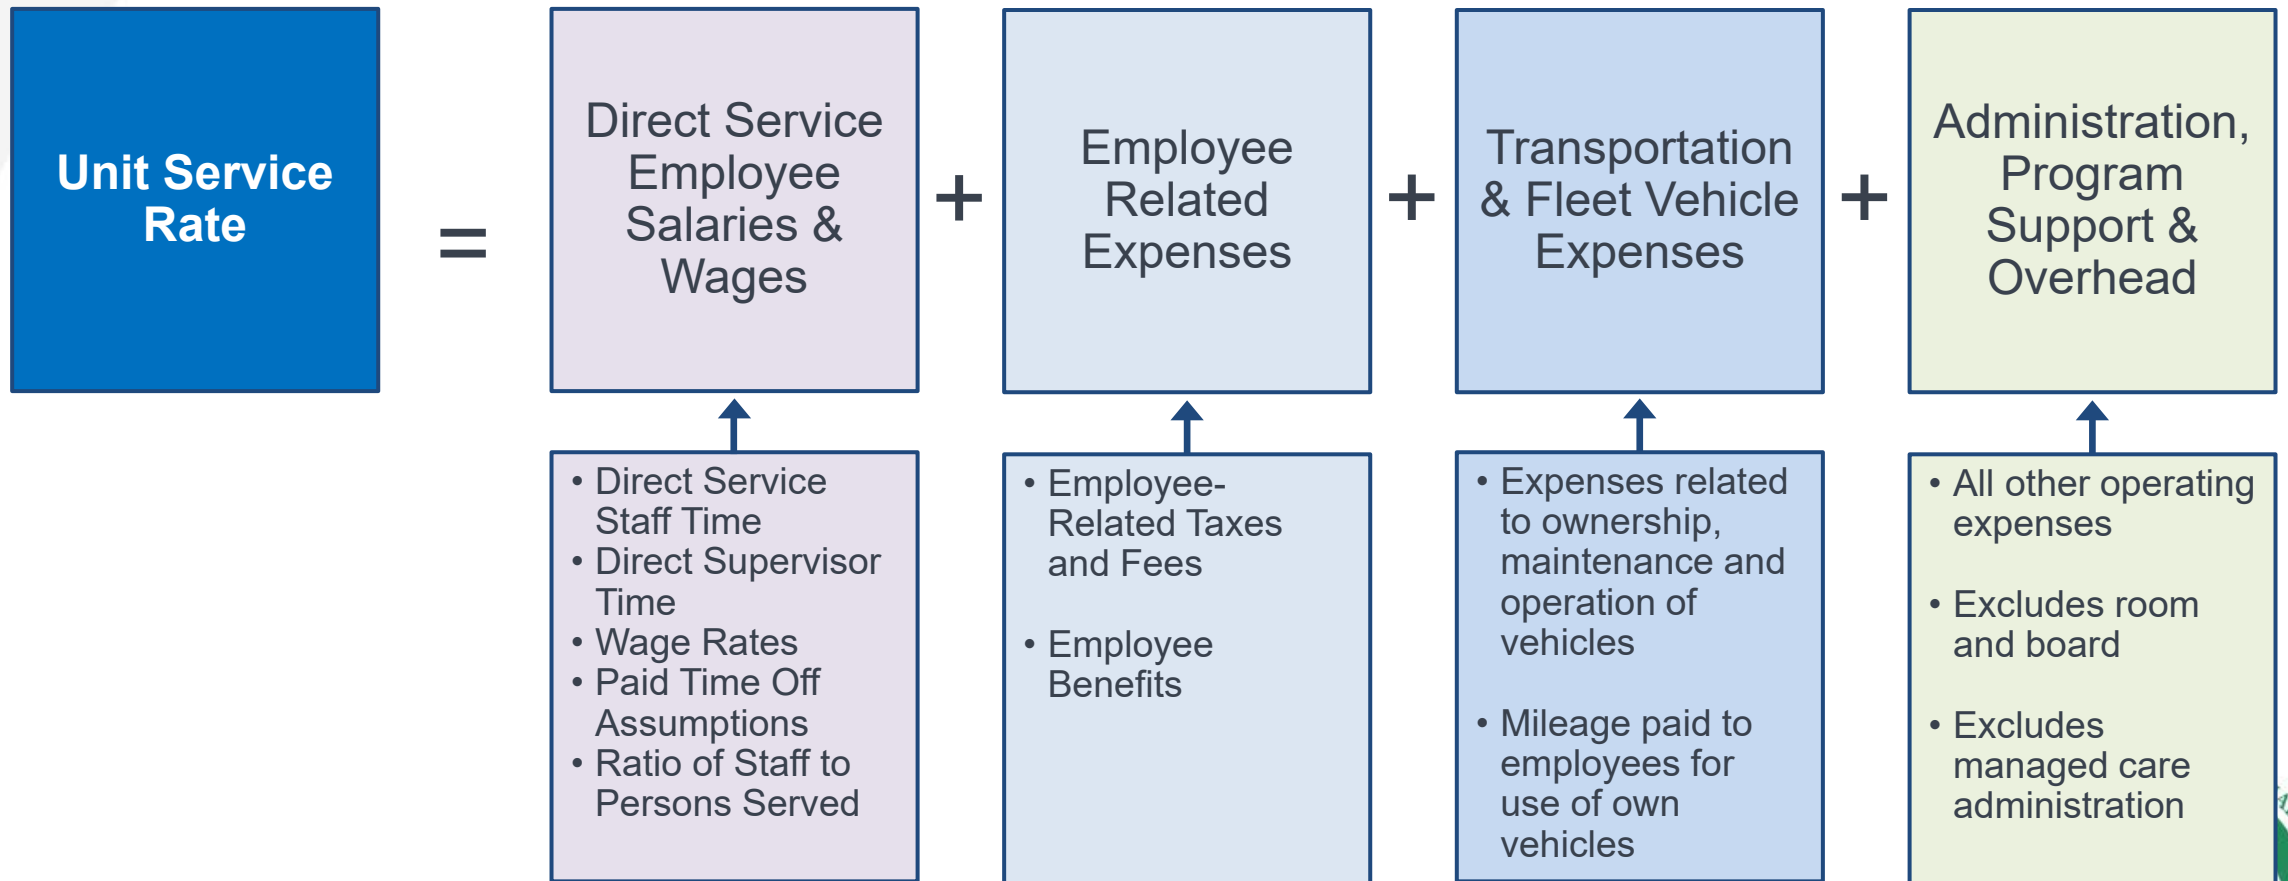 Unit Service
Rate
=
Direct Service
Employee
Salaries &
Wages
+
Employee
Related
Expenses
+
Transportation
& Fleet Vehicle
Expenses
+
Administration,
Program
Support &
Overhead
• Direct Service
Staff Time
• Direct Supervisor
Time
• Wage Rates
• Paid Time Off
Assumptions
• Ratio of Staff to
Persons Served
• Employee-
Related Taxes
and Fees
• Employee
Benefits
• Expenses related
to ownership,
maintenance and
operation of
vehicles
• Mileage paid to
employees for
use of own
vehicles
• All other operating
expenses
• Excludes room
and board
• Excludes
managed care
administration